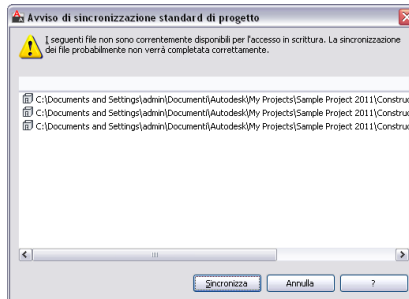 Avviso di sincronizzazione standard di progetto
I seguenti file non sono correntemente disponibili per l'accesso in scrittura. La sincronizzazione
dei file probabilmente non verrà completata correttamente.
C:\Documents and Settings\admin\Documenti\Autodesk\My Projects\Sample Project 2011\Construc
C:\Documents and Settings\admin\Documenti\Autodesk\My Projects\Sample Project 2011\Construc
C:\Documents and Settings\admin\Documenti\Autodesk\My Projects\Sample Project 2011\Construc
Sincronizza Annulla ?